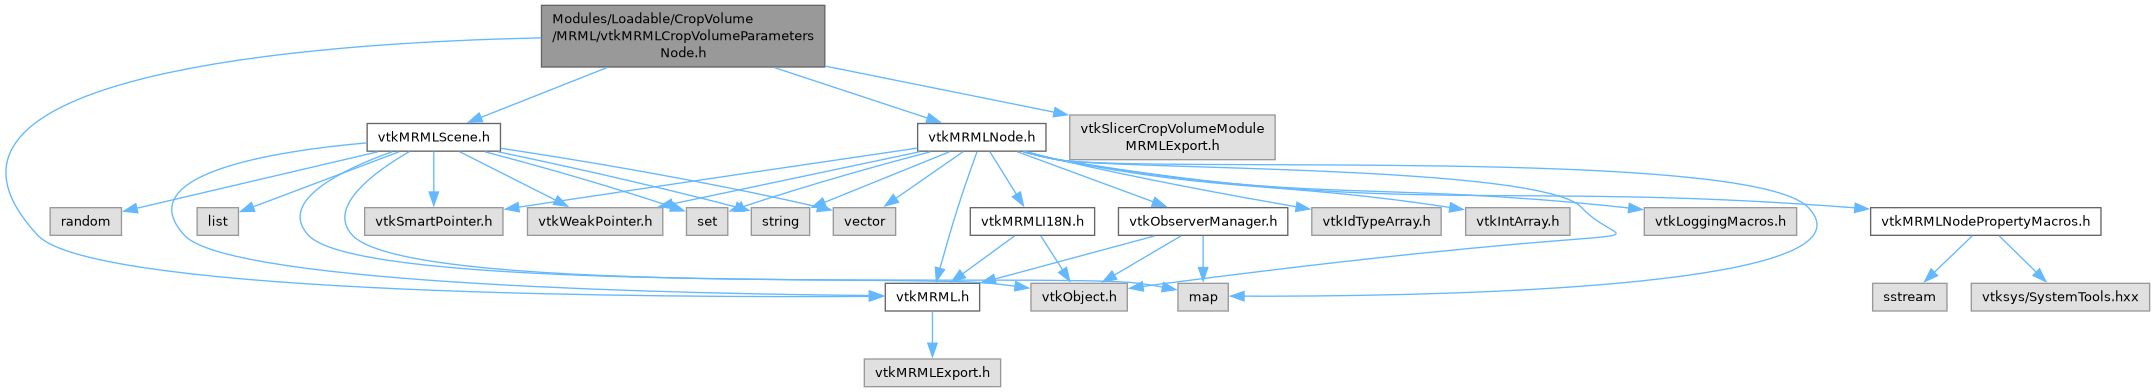 Modules/Loadable/CropVolume
/MRML/vtkMRMLCropVolumeParameters
Node.h
vtkMRMLScene.h
vtkMRMLNode.h
vtkSlicerCropVolumeModule
MRMLExport.h
random
list
vtkSmartPointer.h
vtkWeakPointer.h
set
string
vector
vtkMRMLI18N.h
vtkObserverManager.h
vtkIdTypeArray.h
vtkIntArray.h
vtkLoggingMacros.h
vtkMRMLNodePropertyMacros.h
vtkMRML.h
vtkObject.h
map
sstream
vtksys/SystemTools.hxx
vtkMRMLExport.h